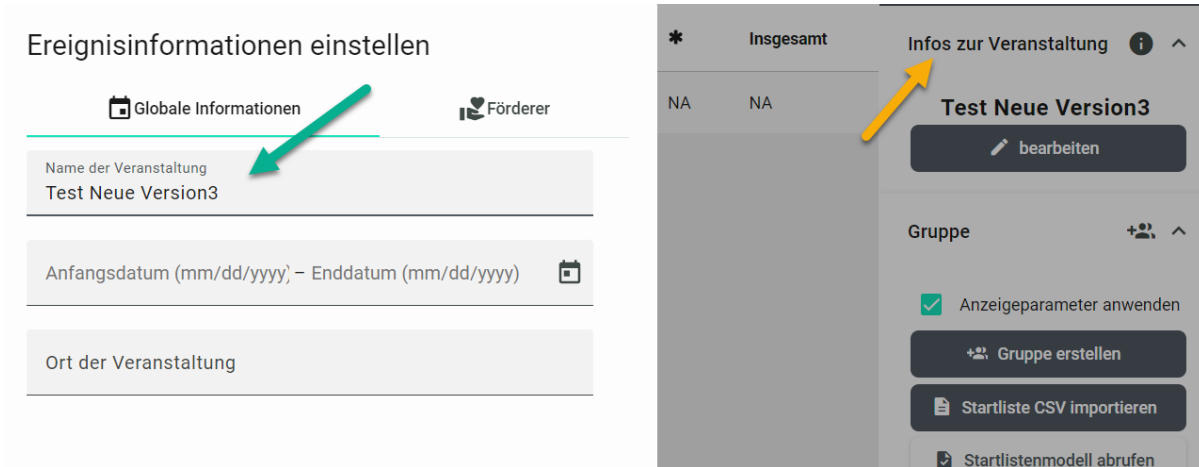 Ereignisinformationen einstellen
Globale Informationen
Förderer
Name der Veranstaltung
Test Neue Version3
Anfangsdatum (mm/dd/yyyy) – Enddatum (mm/dd/yyyy)
Ort der Veranstaltung
✱ Insgesamt
NA NA
Infos zur Veranstaltung
Test Neue Version3
bearbeiten
Gruppe
Anzeigeparameter anwenden
Gruppe erstellen
Startliste CSV importieren
Startlistenmodell abrufen